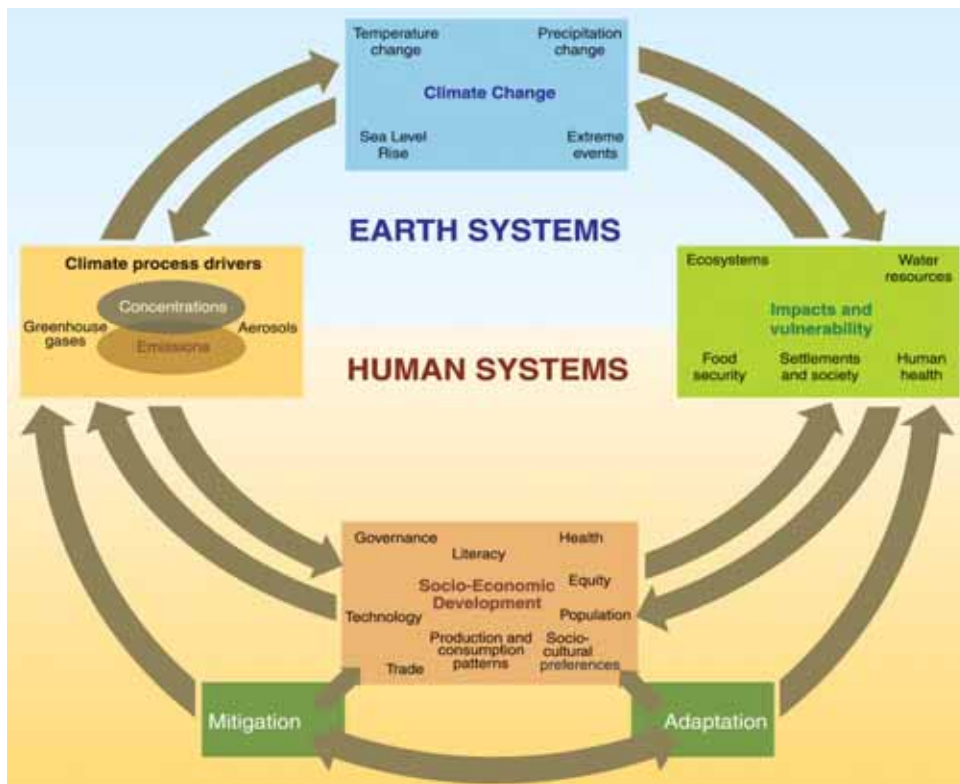 Temperature
change
Precipitation
change
Climate Change
Sea Level
Rise
Extreme
events
EARTH SYSTEMS
Climate process drivers
Concentrations
Greenhouse
gases
Aerosols
Emissions
Ecosystems
Water
resources
Impacts and
vulnerability
Food
security
Settlements
and society
Human
health
HUMAN SYSTEMS
Governance
Literacy
Health
Socio-Economic
Development
Equity
Technology
Population
Production and
consumption
patterns
Socio-
cultural
preferences
Trade
Mitigation
Adaptation